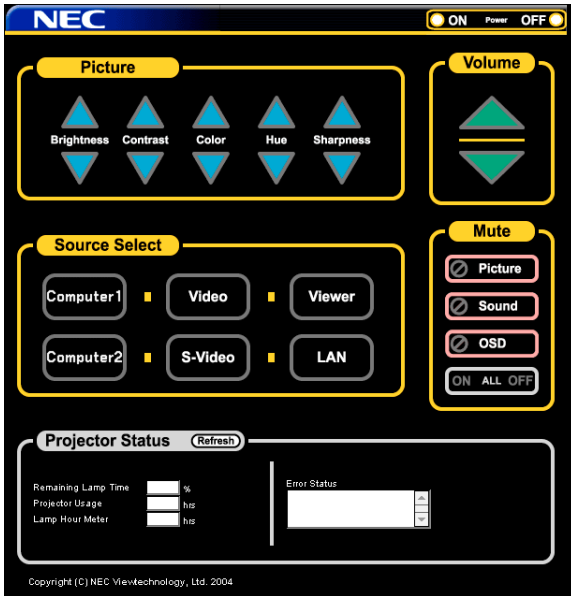 NEC
ON Power OFF
Picture
Brightness Contrast Color Hue Sharpness
Volume
Source Select
Computer1 Video Viewer
Computer2 S-Video LAN
Mute
Picture
Sound
OSD
ON ALL OFF
Projector Status Refresh
Remaining Lamp Time %
Projector Usage hrs
Lamp Hour Meter hrs
Error Status
Copyright (C) NEC Viewtechnology, Ltd. 2004